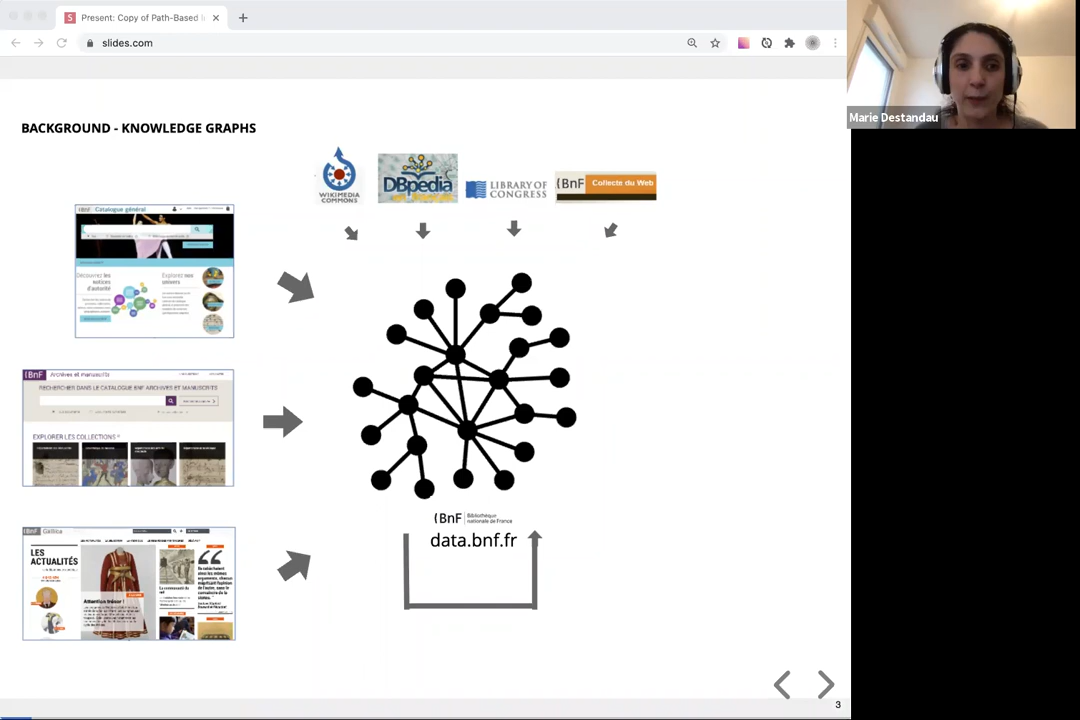 Present: Copy of Path-Based I
slides.com
Marie Destandau
BACKGROUND - KNOWLEDGE GRAPHS
WIKIMEDIA
COMMONS
DBpedia
LIBRARY OF
CONGRESS
(BnF Collecte du Web
(BnF Catalogue général
Découvrez les
notices
d'autorité
Explorez nos
univers
(BnF Archives et manuscrits
RECHERCHER DANS LE CATALOGUE BNF ARCHIVES ET MANUSCRITS
EXPLORER LES COLLECTIONS
(BnF Gallica
LES
ACTUALITÉS
Attention trésor !
(BnF Bibliothèque
nationale de France
data.bnf.fr
3